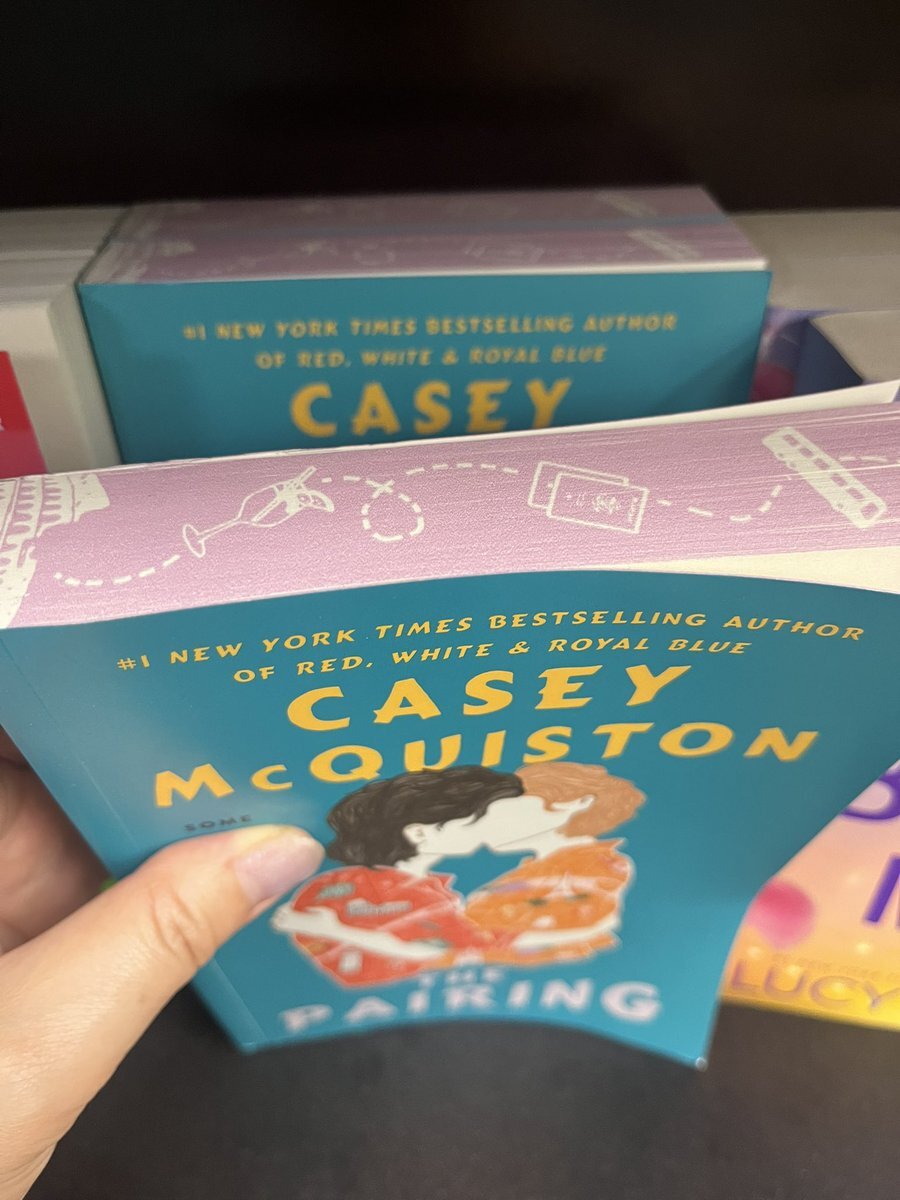 #1 NEW YORK TIMES BESTSELLING AUTHOR
OF RED, WHITE & ROYAL BLUE
CASEY
#1 NEW YORK TIMES BESTSELLING AUTHOR
OF RED, WHITE & ROYAL BLUE
CASEY
McQUISTON
SOME
THE
PAIRING
LUCY